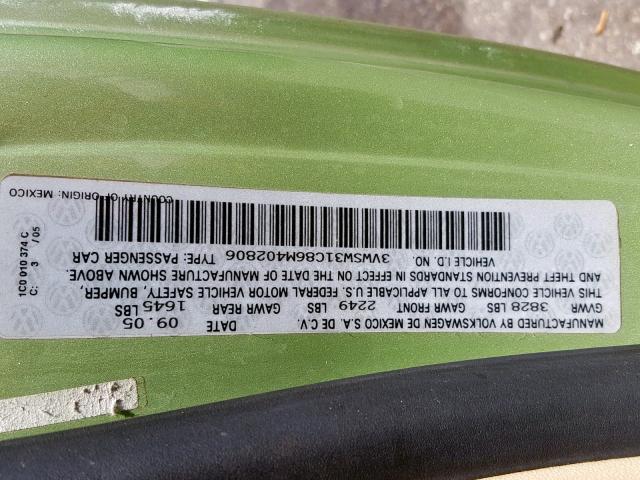 MANUFACTURED BY VOLKSWAGEN DE MEXICO S.A. DE C.V. DATE 09.05
GVWR 3828 LBS GAWR FRONT 2249 LBS GAWR REAR 1645 LBS
THIS VEHICLE CONFORMS TO ALL APPLICABLE U.S. FEDERAL MOTOR VEHICLE SAFETY, BUMPER,
AND THEFT PREVENTION STANDARDS IN EFFECT ON THE DATE OF MANUFACTURE SHOWN ABOVE.
VEHICLE I.D. NO. 3VWSW31C86M402806 TYPE: PASSENGER CAR
COUNTRY OF ORIGIN: MEXICO
1C0 010 374 C
C: 3 / 05